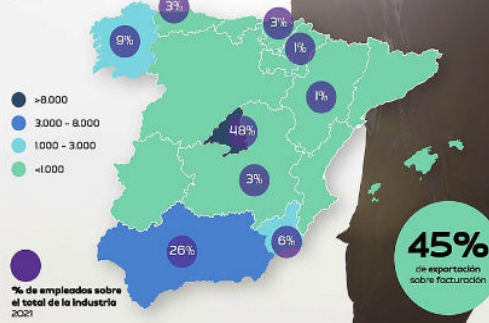 3%
9%
3%
1%
1%
>8.000
3.000 - 8.000
1.000 - 3.000
<1.000
48%
3%
26%
6%
45%
de exportación
sobre facturación
% de empleados sobre
el total de la industria
2021